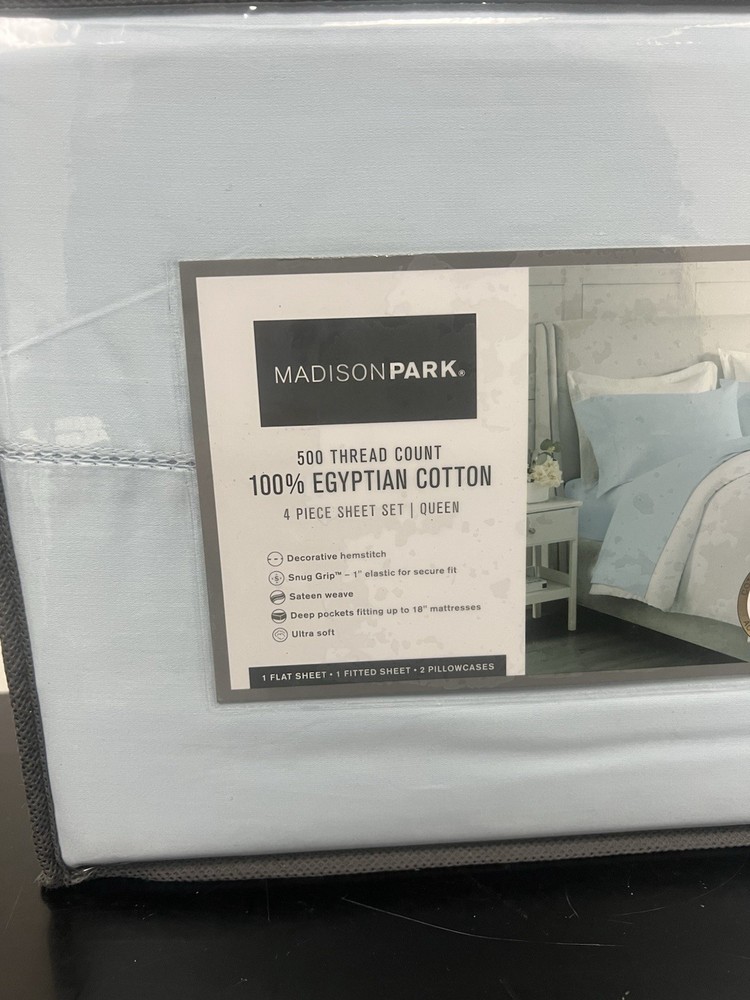 MADISONPARK®
500 THREAD COUNT
100% EGYPTIAN COTTON
4 PIECE SHEET SET | QUEEN
Decorative hemstitch
Snug Grip™ – 1" elastic for secure fit
Sateen weave
Deep pockets fitting up to 18" mattresses
Ultra soft
1 FLAT SHEET • 1 FITTED SHEET • 2 PILLOWCASES